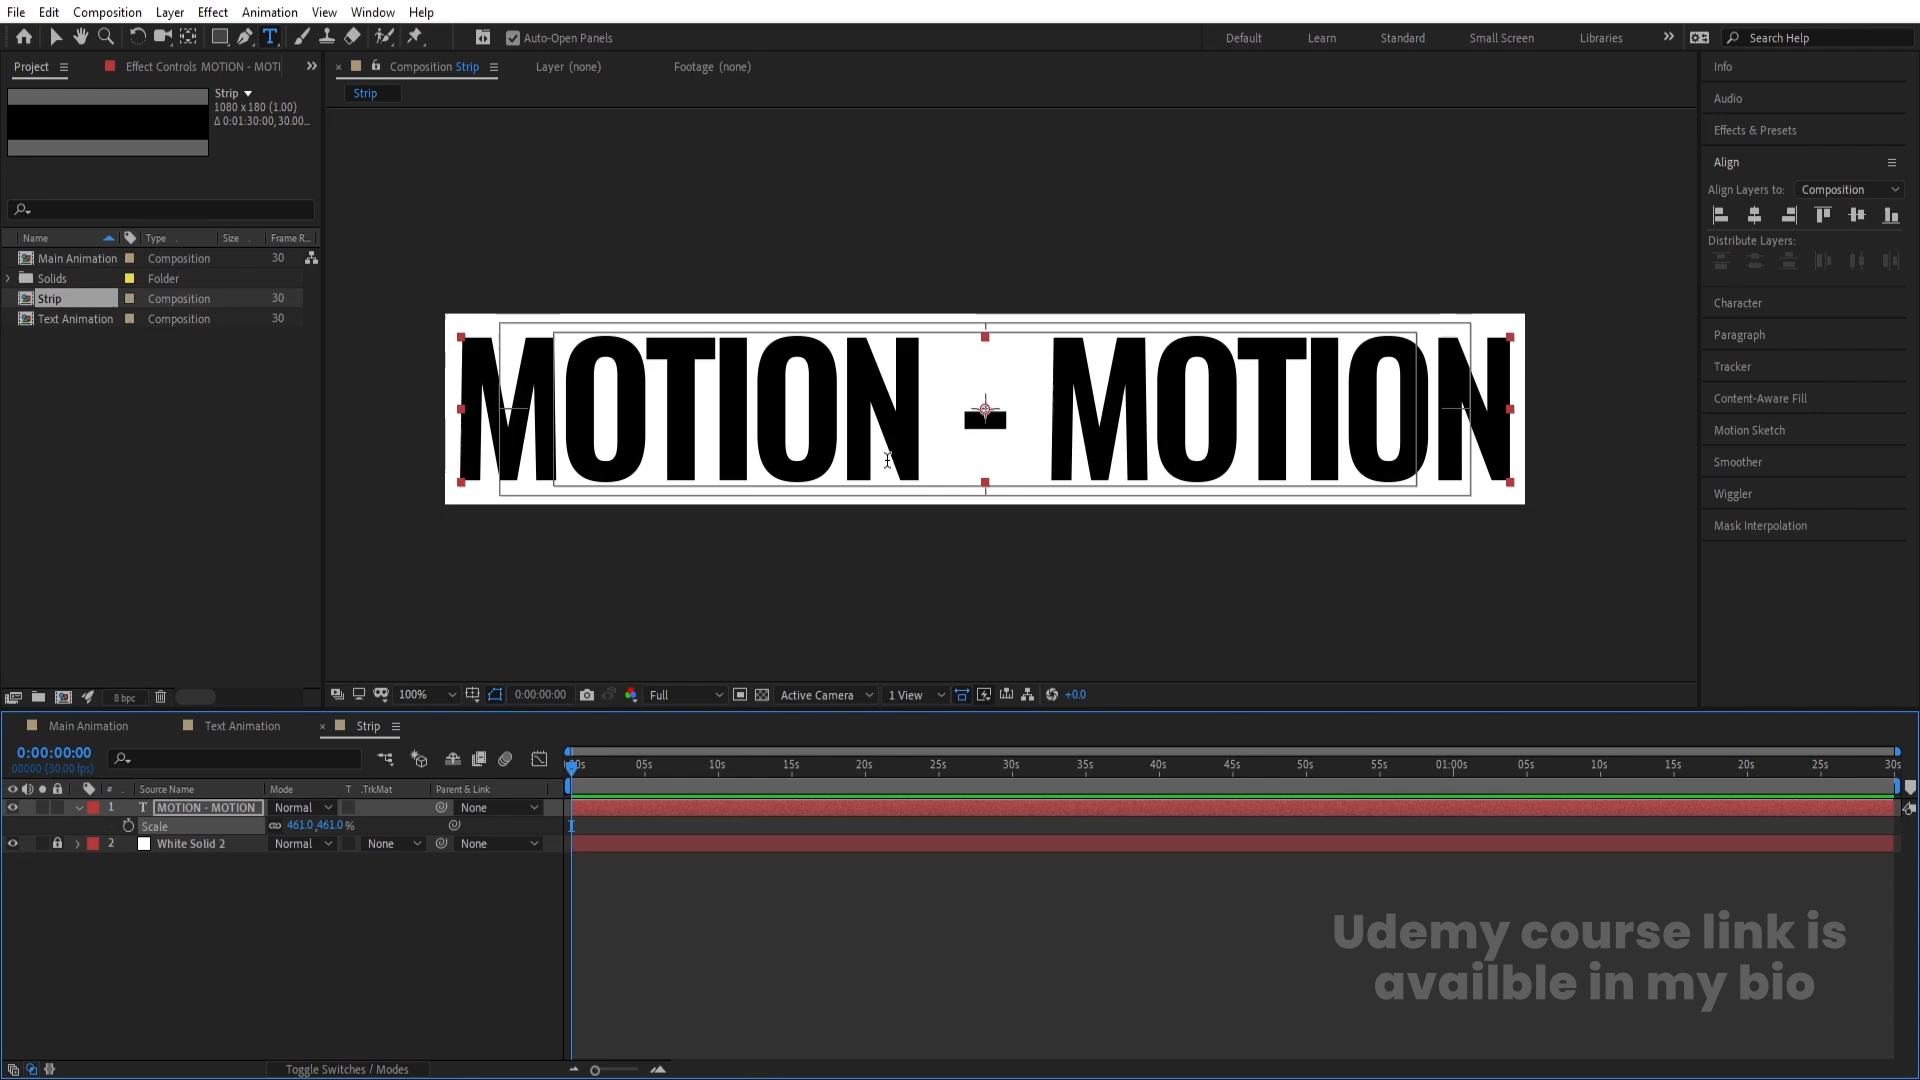 File Edit Composition Layer Effect Animation View Window Help
Auto-Open Panels
Default Learn Standard Small Screen Libraries Search Help
Project Effect Controls MOTION - MOTI
Composition Strip Layer (none) Footage (none)
Strip
Strip
1080 x 180 (1.00)
Δ 0:01:30:00, 30.00...
Name Type Size Frame R...
Main Animation Composition 30
Solids Folder
Strip Composition 30
Text Animation Composition 30
8 bpc
MOTION - MOTION
100% 0:00:00:00 Full Active Camera 1 View +0.0
Info
Audio
Effects & Presets
Align
Align Layers to: Composition
Distribute Layers:
Character
Paragraph
Tracker
Content-Aware Fill
Motion Sketch
Smoother
Wiggler
Mask Interpolation
Main Animation Text Animation Strip
0:00:00:00
00000 (30.00 fps)
:00s 05s 10s 15s 20s 25s 30s 35s 40s 45s 50s 55s 01:00s 05s 10s 15s 20s 25s 30s
# Source Name Mode T .TrkMat Parent & Link
1 T MOTION - MOTION Normal None
Scale 461.0,461.0%
2 White Solid 2 Normal None None
Udemy course link is
availble in my bio
Toggle Switches / Modes